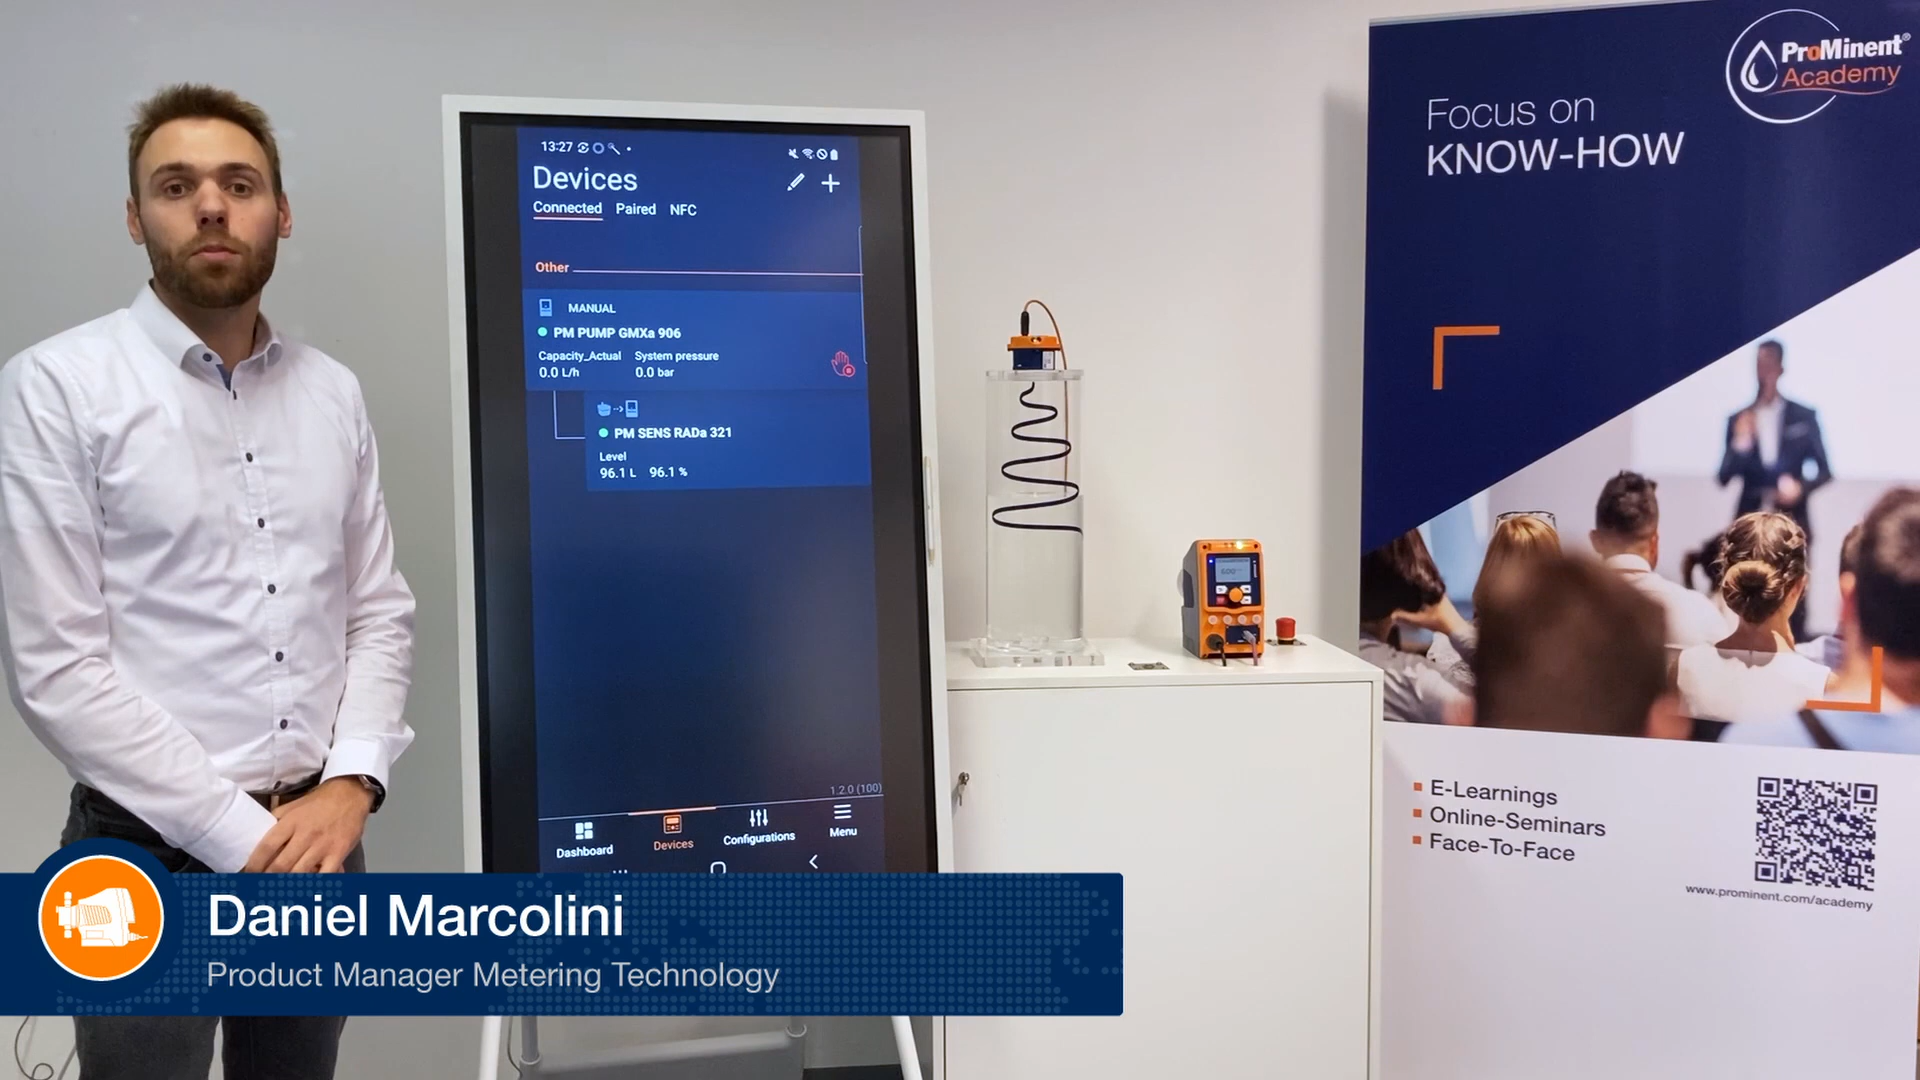 13:27
Devices
Connected Paired NFC
Other
MANUAL
PM PUMP GMXa 906
Capacity_Actual System pressure
0.0 L/h 0.0 bar
PM SENS RADa 321
Level
96.1 L 96.1 %
1.2.0 (100)
Dashboard Devices Configurations Menu
ProMinent®
Academy
Focus on
KNOW-HOW
E-Learnings
Online-Seminars
Face-To-Face
www.prominent.com/academy
Daniel Marcolini
Product Manager Metering Technology